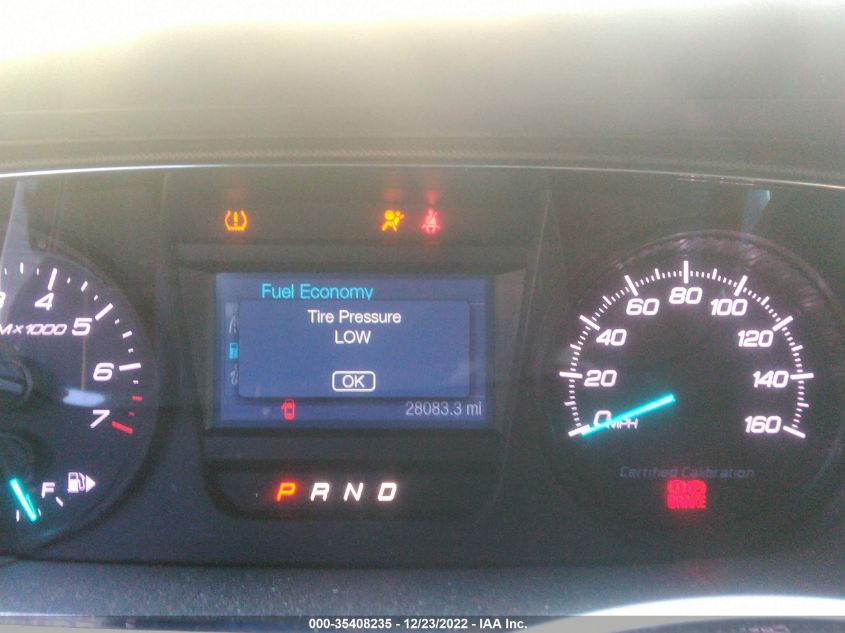 Fuel Economy
Tire Pressure
LOW
OK
28083.3 mi
P R N D
4
5
6
7
X1000
F
0
20
40
60
80
100
120
140
160
MPH
Certified Calibration
BRAKE
000-35408235 - 12/23/2022 - IAA Inc.